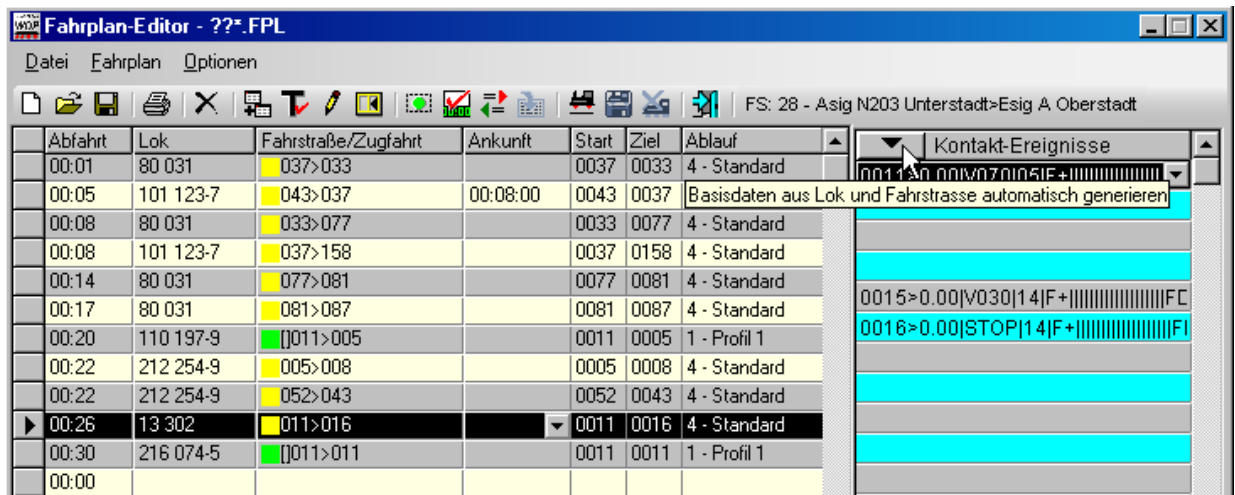 WDP Fahrplan-Editor - ??*.FPL
Datei Fahrplan Optionen
FS: 28 - Asig N203 Unterstadt>Esig A Oberstadt
Abfahrt Lok Fahrstraße/Zugfahrt Ankunft Start Ziel Ablauf Kontakt-Ereignisse
00:01 80 031 037>033 0037 0033 4 - Standard
00:05 101 123-7 043>037 00:08:00 0043 0037 Basisdaten aus Lok und Fahrstrasse automatisch generieren
00:08 80 031 033>077 0033 0077 4 - Standard
00:08 101 123-7 037>158 0037 0158 4 - Standard
00:14 80 031 077>081 0077 0081 4 - Standard 0015>0.00|V030|14|F+||||||||||||||||||
00:17 80 031 081>087 0081 0087 4 - Standard 0016>0.00|STOP|14|F+||||||||||||||||||
00:20 110 197-9 []011>005 0011 0005 1 - Profil 1
00:22 212 254-9 005>008 0005 0008 4 - Standard
00:22 212 254-9 052>043 0052 0043 4 - Standard
00:26 13 302 011>016 0011 0016 4 - Standard
00:30 216 074-5 []011>011 0011 0011 1 - Profil 1
00:00